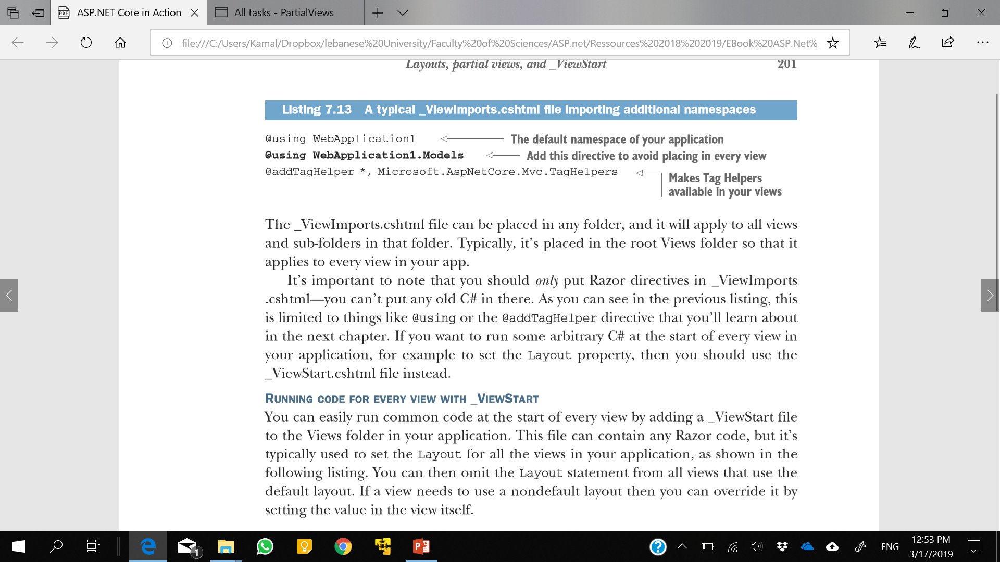 ASP.NET Core in Action
All tasks - PartialViews
file:///C:/Users/Kamal/Dropbox/lebanese%20University/Faculty%20of%20Sciences/ASP.net/Ressources%202018%202019/EBook%20ASP.Net%.
Layouts, partial views, and _ViewStart 201
Listing 7.13 A typical _ViewImports.cshtml file importing additional namespaces
@using WebApplication1 The default namespace of your application
@using WebApplication1.Models Add this directive to avoid placing in every view
@addTagHelper *, Microsoft.AspNetCore.Mvc.TagHelpers
Makes Tag Helpers
available in your views
The _ViewImports.cshtml file can be placed in any folder, and it will apply to all views
and sub-folders in that folder. Typically, it's placed in the root Views folder so that it
applies to every view in your app.
It's important to note that you should only put Razor directives in _ViewImports
.cshtml—you can't put any old C# in there. As you can see in the previous listing, this
is limited to things like @using or the @addTagHelper directive that you'll learn about
in the next chapter. If you want to run some arbitrary C# at the start of every view in
your application, for example to set the Layout property, then you should use the
_ViewStart.cshtml file instead.
RUNNING CODE FOR EVERY VIEW WITH _VIEWSTART
You can easily run common code at the start of every view by adding a _ViewStart file
to the Views folder in your application. This file can contain any Razor code, but it's
typically used to set the Layout for all the views in your application, as shown in the
following listing. You can then omit the Layout statement from all views that use the
default layout. If a view needs to use a nondefault layout then you can override it by
setting the value in the view itself.
1
ENG
12:53 PM
3/17/2019